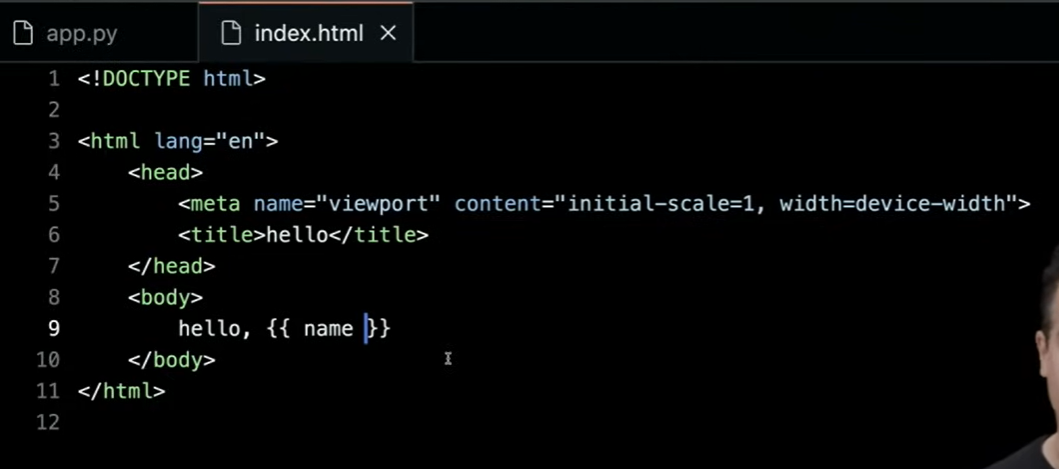 app.py index.html
1 <!DOCTYPE html>
2
3 <html lang="en">
4 <head>
5 <meta name="viewport" content="initial-scale=1, width=device-width">
6 <title>hello</title>
7 </head>
8 <body>
9 hello, {{ name }}
10 </body>
11 </html>
12